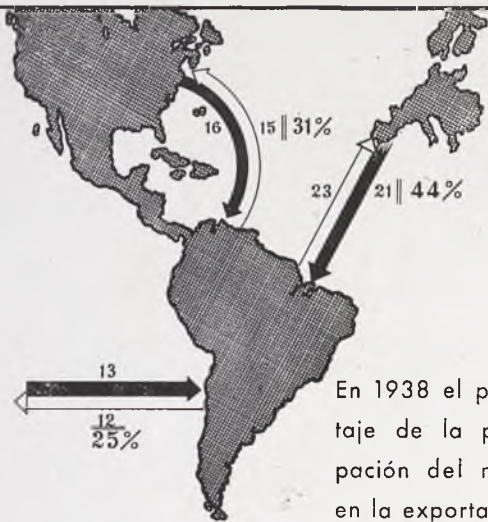 16
15 || 31%
23
21 || 44%
13
12
25%
En 1938 el p
taje de la p
pación del r
en la exporta